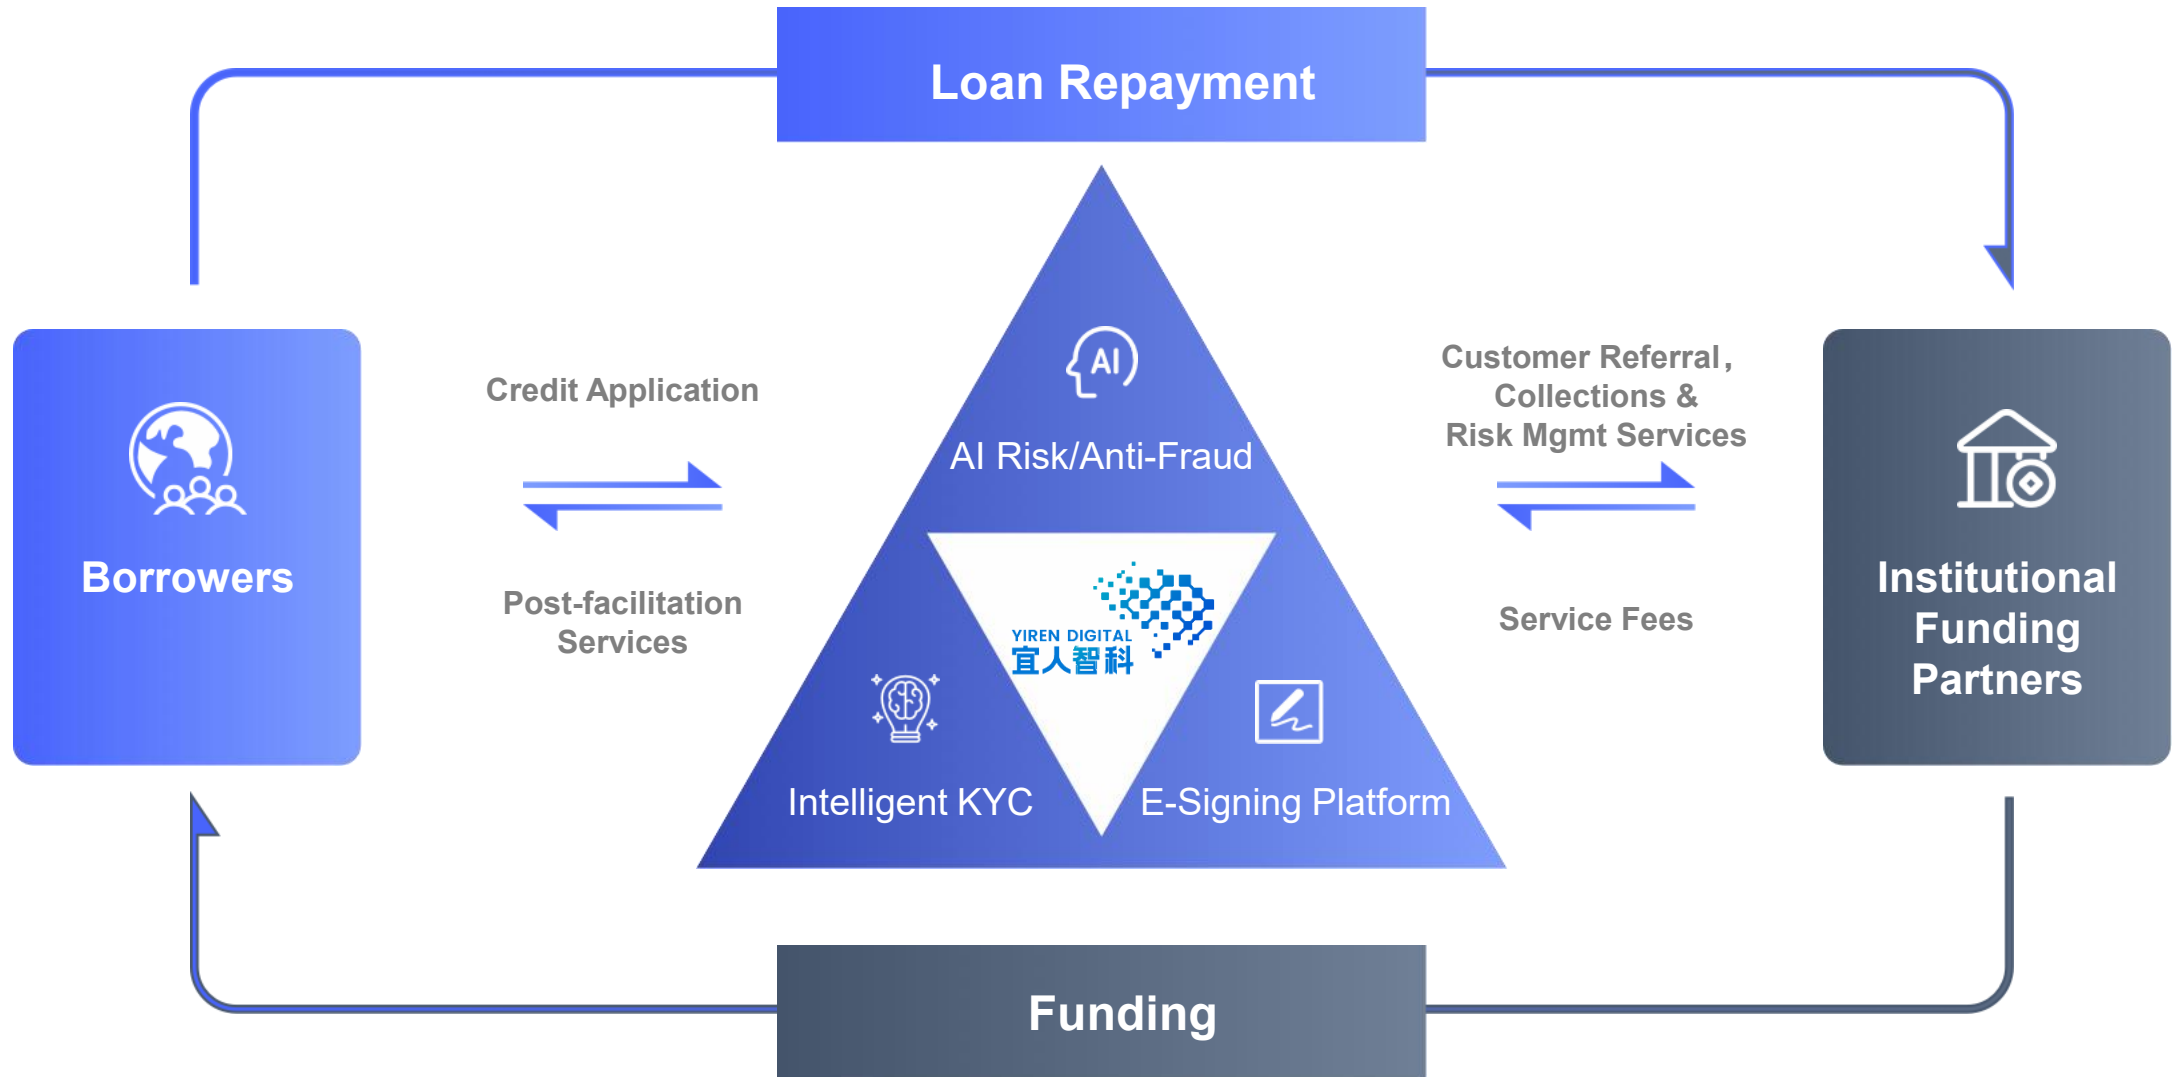 Loan Repayment
Borrowers
Credit Application
Post-facilitation
Services
AI
AI Risk/Anti-Fraud
YIREN DIGITAL
宜人智科
Intelligent KYC
E-Signing Platform
Customer Referral，
Collections &
Risk Mgmt Services
Service Fees
Institutional
Funding
Partners
Funding